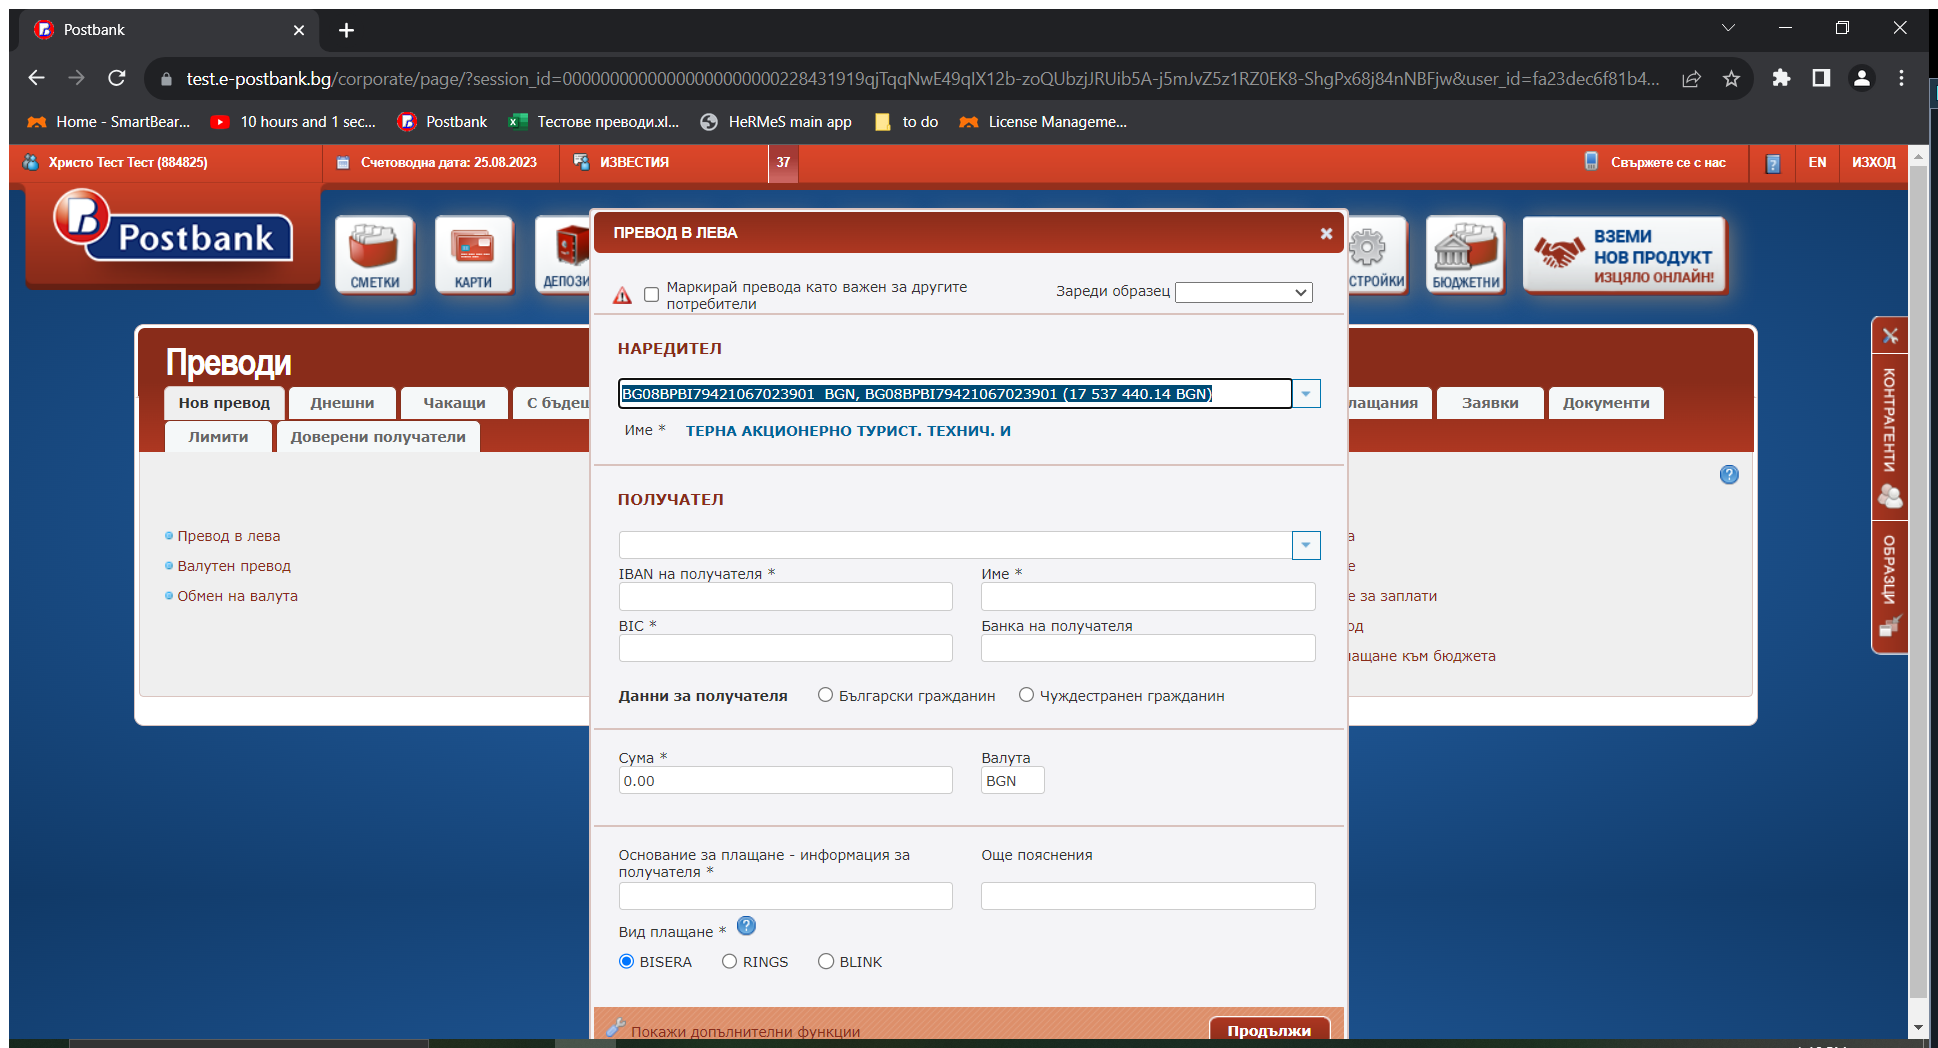 Postbank
test.e-postbank.bg/corporate/page/?session_id=0000000000000000000000228431919qjTqqNwE49qIX12b-zoQUbzjJRUib5A-j5mJvZ5z1RZ0EK8-ShgPx68j84nNBFjw&user_id=fa23dec6f81b4...
Home - SmartBear... 10 hours and 1 sec... Postbank Тестове преводи.xl... HeRMeS main app to do License Manageme...
Христо Тест Тест (884825) Счетоводна дата: 25.08.2023 ИЗВЕСТИЯ 37 Свържете се с нас EN ИЗХОД
Postbank
СМЕТКИ КАРТИ ДЕПОЗИ СТРОЙКИ БЮДЖЕТНИ
ВЗЕМИ
НОВ ПРОДУКТ
ИЗЦЯЛО ОНЛАЙН!
Преводи
Нов превод Днешни Чакащи С бъдещ лащания Заявки Документи
Лимити Доверени получатели
Превод в лева
Валутен превод
Обмен на валута
ПРЕВОД В ЛЕВА
Маркирай превода като важен за другите
потребители
Зареди образец
НАРЕДИТЕЛ
BG08BPBI79421067023901 BGN, BG08BPBI79421067023901 (17 537 440.14 BGN)
Име * ТЕРНА АКЦИОНЕРНО ТУРИСТ. ТЕХНИЧ. И
ПОЛУЧАТЕЛ
IBAN на получателя * Име *
BIC * Банка на получателя
Данни за получателя Български гражданин Чуждестранен гражданин
Сума * Валута
0.00 BGN
Основание за плащане - информация за
получателя *
Още пояснения
Вид плащане *
BISERA RINGS BLINK
Покажи допълнителни функции Продължи
а
е
е за заплати
од
лащане към бюджета
КОНТРАГЕНТИ
ОБРАЗЦИ